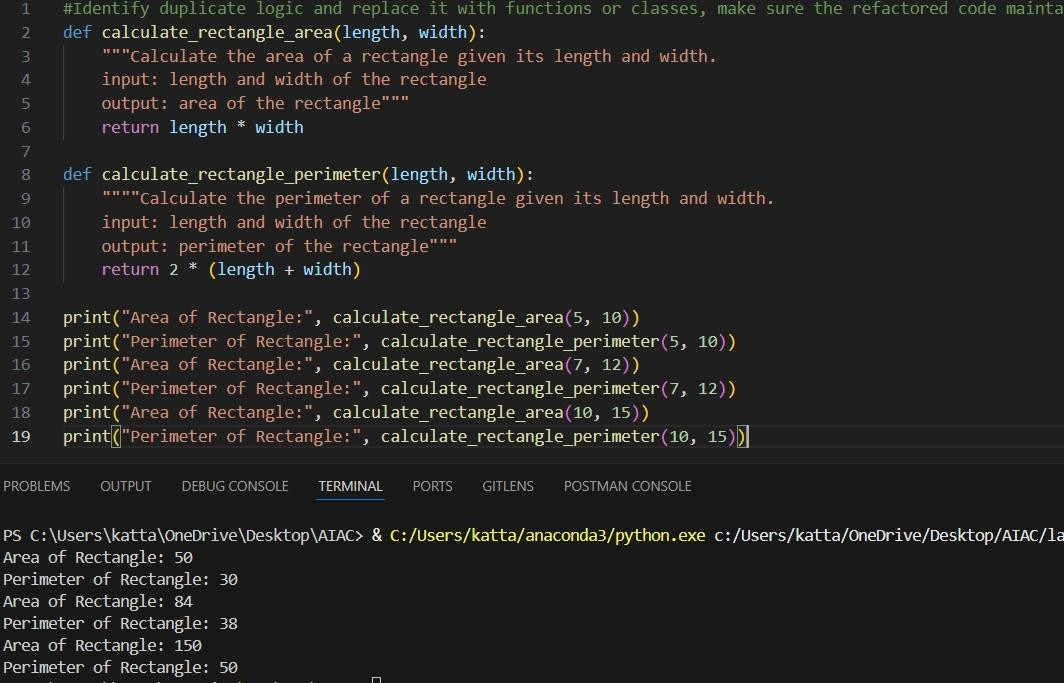 1 #Identify duplicate logic and replace it with functions or classes, make sure the refactored code
2 def calculate_rectangle_area(length, width):
3 """Calculate the area of a rectangle given its length and width.
4 input: length and width of the rectangle
5 output: area of the rectangle"""
6 return length * width
7
8 def calculate_rectangle_perimeter(length, width):
9 """"Calculate the perimeter of a rectangle given its length and width.
10 input: length and width of the rectangle
11 output: perimeter of the rectangle"""
12 return 2 * (length + width)
13
14 print("Area of Rectangle:", calculate_rectangle_area(5, 10))
15 print("Perimeter of Rectangle:", calculate_rectangle_perimeter(5, 10))
16 print("Area of Rectangle:", calculate_rectangle_area(7, 12))
17 print("Perimeter of Rectangle:", calculate_rectangle_perimeter(7, 12))
18 print("Area of Rectangle:", calculate_rectangle_area(10, 15))
19 print("Perimeter of Rectangle:", calculate_rectangle_perimeter(10, 15))
PROBLEMS OUTPUT DEBUG CONSOLE TERMINAL PORTS GITLENS POSTMAN CONSOLE
PS C:\Users\katta\OneDrive\Desktop\AIAC> & C:/Users/katta/anaconda3/python.exe c:/Users/katta/OneDrive/Desktop/AIAC/la
Area of Rectangle: 50
Perimeter of Rectangle: 30
Area of Rectangle: 84
Perimeter of Rectangle: 38
Area of Rectangle: 150
Perimeter of Rectangle: 50